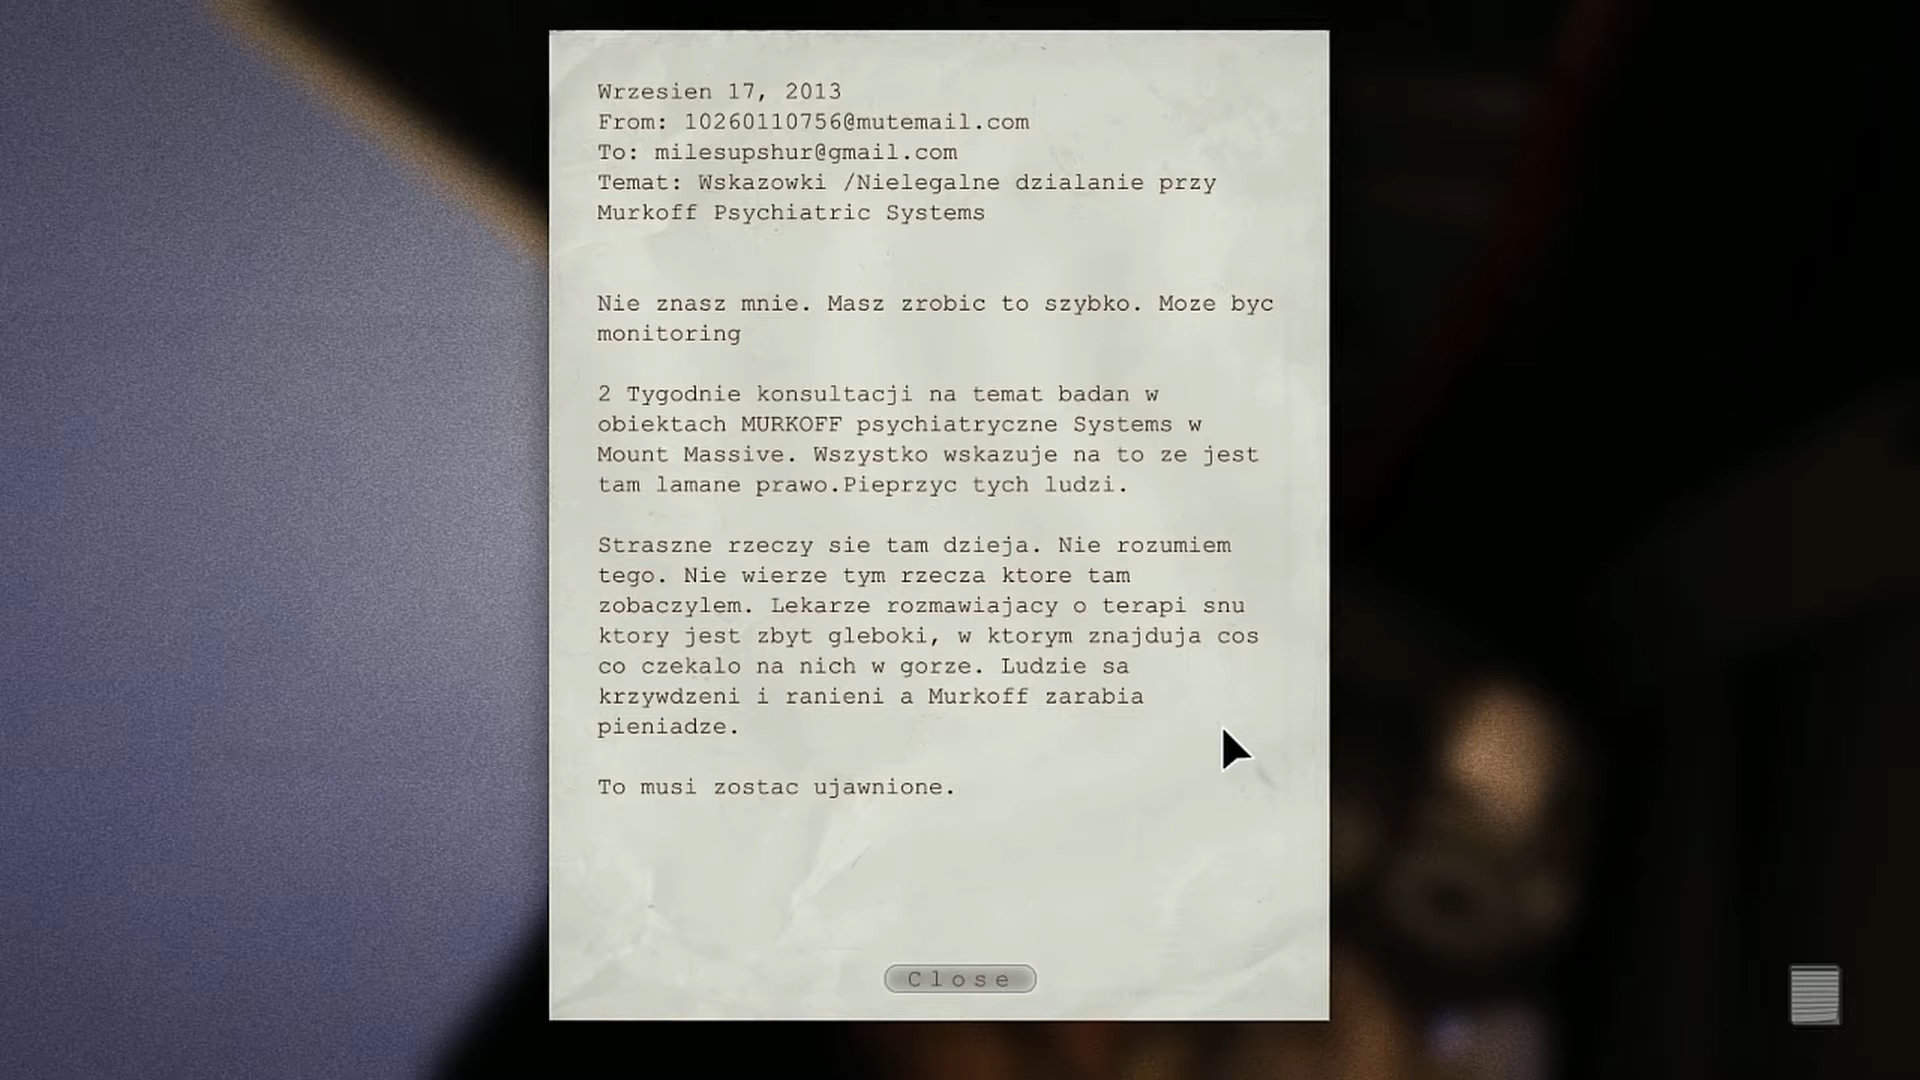 Wrzesien 17, 2013
From: 10260110756@mutemail.com
To: milesupshur@gmail.com
Temat: Wskazowki /Nielegalne dzialanie przy
Murkoff Psychiatric Systems
Nie znasz mnie. Masz zrobic to szybko. Moze byc
monitoring
2 Tygodnie konsultacji na temat badan w
obiektach MURKOFF psychiatryczne Systems w
Mount Massive. Wszystko wskazuje na to ze jest
tam lamane prawo.Pieprzyc tych ludzi.
Straszne rzeczy sie tam dzieja. Nie rozumiem
tego. Nie wierze tym rzecza ktore tam
zobaczylem. Lekarze rozmawiajacy o terapi snu
ktory jest zbyt gleboki, w ktorym znajduja cos
co czekalo na nich w gorze. Ludzie sa
krzywdzeni i ranieni a Murkoff zarabia
pieniadze.
To musi zostac ujawnione.
Close